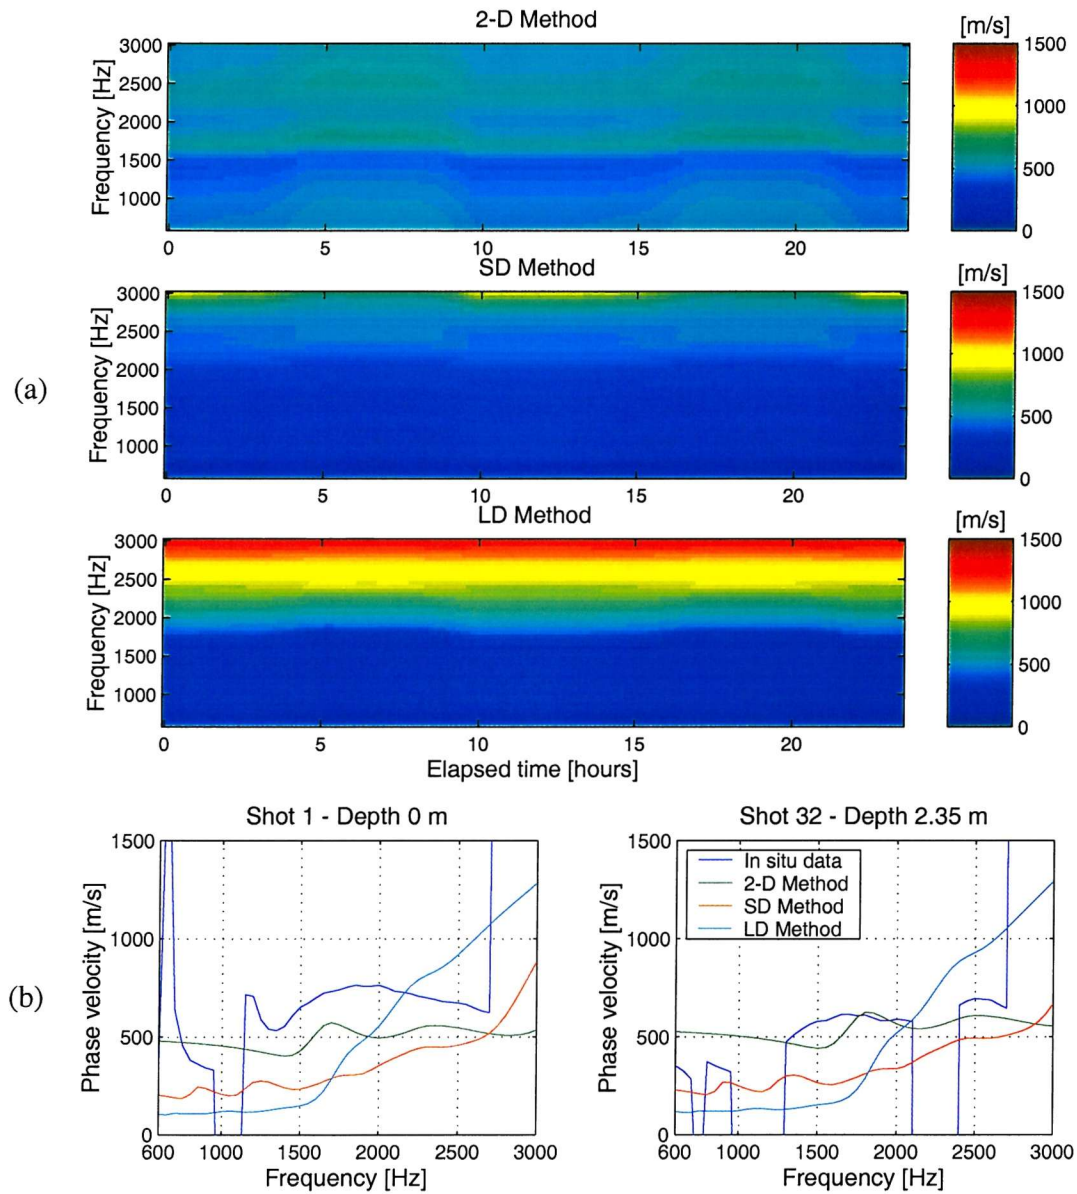 2-D Method
[m/s]
Frequency [Hz]
3000
2500
2000
1500
1000
0 5 10 15 20
1500
1000
500
0
SD Method
[m/s]
(a)
Frequency [Hz]
3000
2500
2000
1500
1000
0 5 10 15 20
1500
1000
500
0
LD Method
[m/s]
Frequency [Hz]
3000
2500
2000
1500
1000
0 5 10 15 20
Elapsed time [hours]
1500
1000
500
0
(b)
Shot 1 - Depth 0 m
Phase velocity [m/s]
1500
1000
500
0
600 1000 1500 2000 2500 3000
Frequency [Hz]
Shot 32 - Depth 2.35 m
Phase velocity [m/s]
1500
1000
500
0
In situ data
2-D Method
SD Method
LD Method
600 1000 1500 2000 2500 3000
Frequency [Hz]